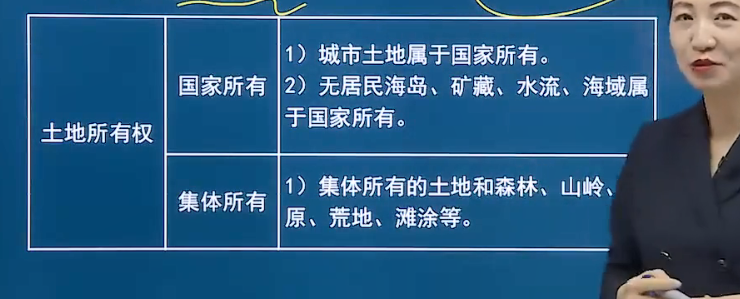 土地所有权
国家所有
1）城市土地属于国家所有。
2）无居民海岛、矿藏、水流、海域属
于国家所有。
集体所有
1）集体所有的土地和森林、山岭、
原、荒地、滩涂等。